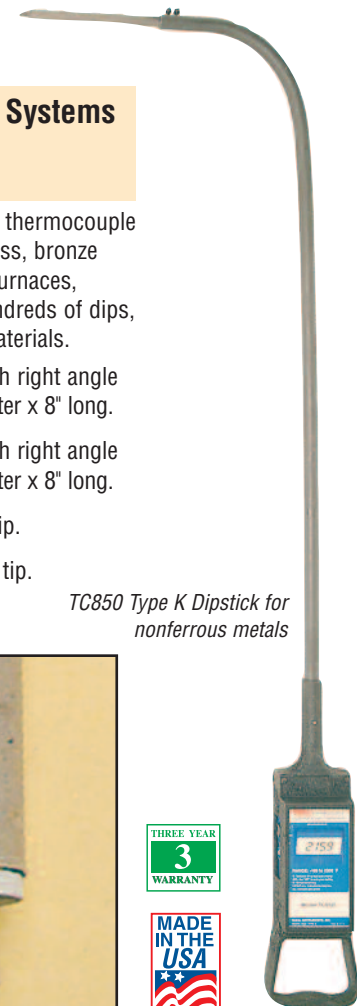 Systems
thermocouple
ss, bronze
urnaces,
ndreds of dips,
aterials.
h right angle
ter x 8" long.
h right angle
ter x 8" long.
ip.
tip.
TC850 Type K Dipstick for
nonferrous metals
THREE YEAR
3
WARRANTY
MADE
IN THE
USA
2159